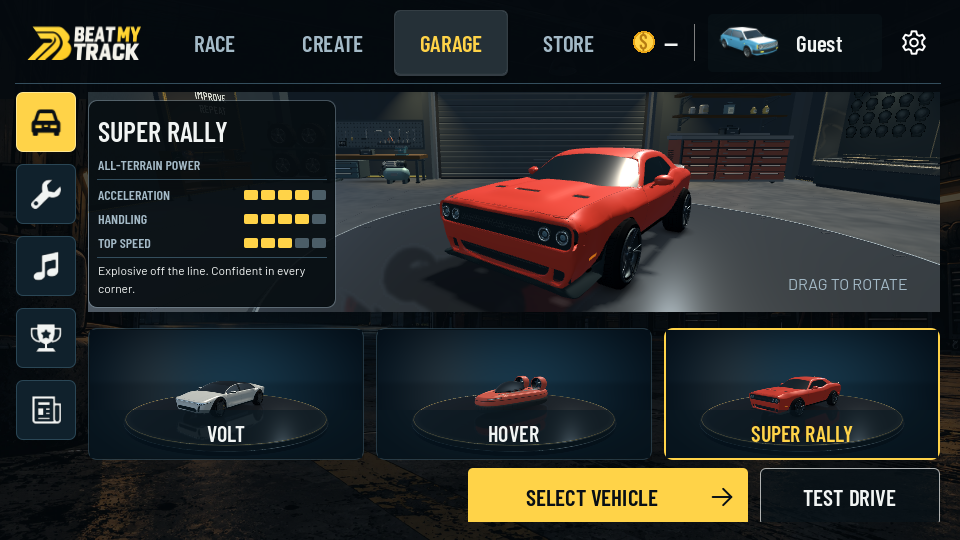 BEAT MY
TRACK
RACE
CREATE
GARAGE
STORE
$ –
Guest
IMPROVE
SUPER RALLY
ALL-TERRAIN POWER
ACCELERATION
HANDLING
TOP SPEED
Explosive off the line. Confident in every
corner.
DRAG TO ROTATE
VOLT
HOVER
SUPER RALLY
SELECT VEHICLE
TEST DRIVE